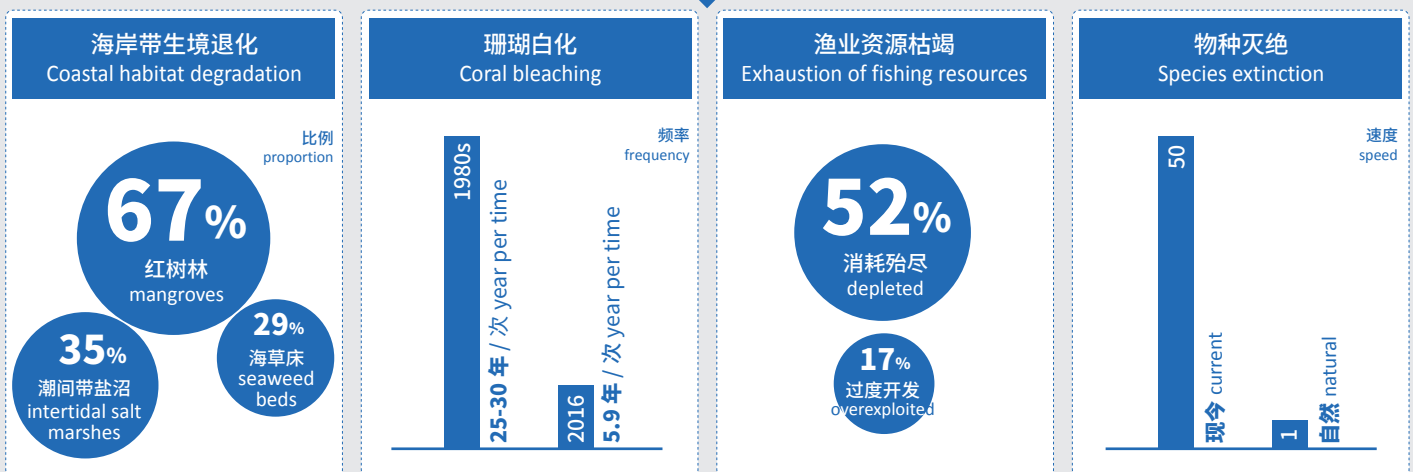 海岸带生境退化
Coastal habitat degradation
比例
proportion
67%
红树林
mangroves
35%
潮间带盐沼
intertidal salt
marshes
29%
海草床
seaweed
beds
珊瑚白化
Coral bleaching
频率
frequency
1980s
25-30 年 / 次 year per time
2016
5.9 年 / 次 year per time
渔业资源枯竭
Exhaustion of fishing resources
52%
消耗殆尽
depleted
17%
过度开发
overexploited
物种灭绝
Species extinction
速度
speed
50
现今 current
1
自然 natural